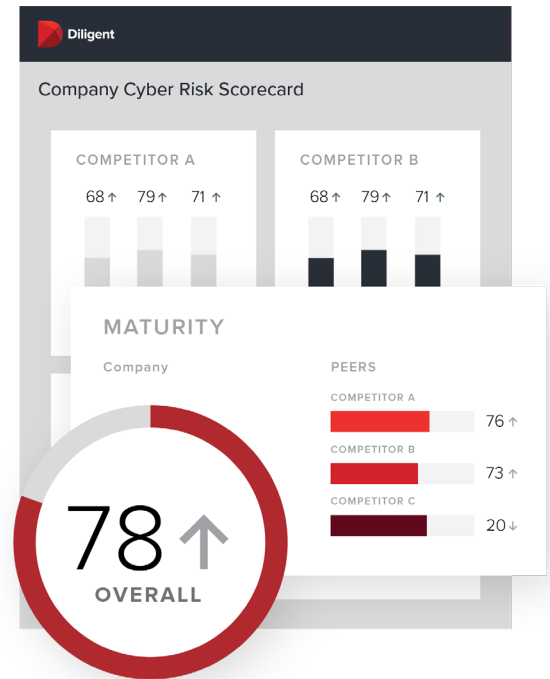 Diligent
Company Cyber Risk Scorecard
COMPETITOR A
68↑ 79↑ 71↑
COMPETITOR B
68↑ 79↑ 71↑
MATURITY
Company
PEERS
COMPETITOR A
76↑
COMPETITOR B
73↑
COMPETITOR C
20↓
78↑
OVERALL